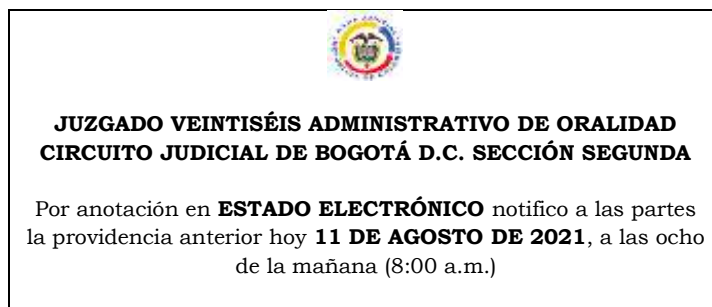 JUZGADO VEINTISÉIS ADMINISTRATIVO DE ORALIDAD
CIRCUITO JUDICIAL DE BOGOTÁ D.C. SECCIÓN SEGUNDA
Por anotación en ESTADO ELECTRÓNICO notifico a las partes
la providencia anterior hoy 11 DE AGOSTO DE 2021, a las ocho
de la mañana (8:00 a.m.)